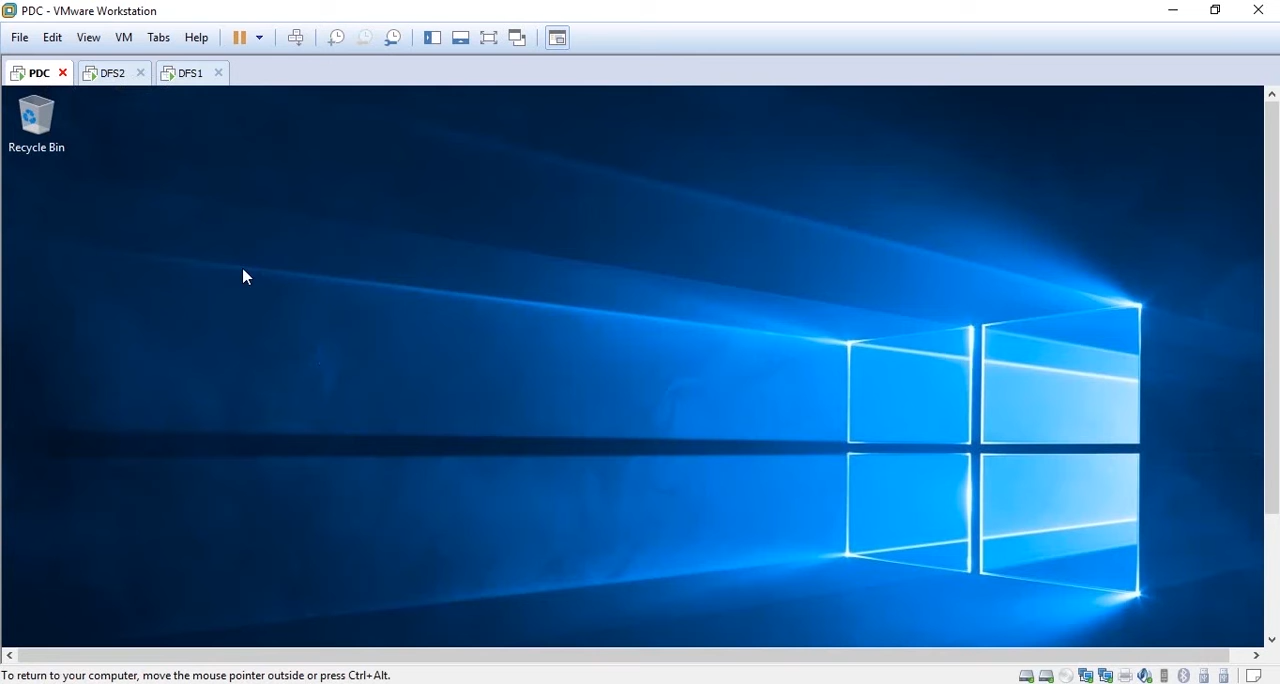 PDC - VMware Workstation
File Edit View VM Tabs Help
PDC DFS2 DFS1
Recycle Bin
To return to your computer, move the mouse pointer outside or press Ctrl+Alt.